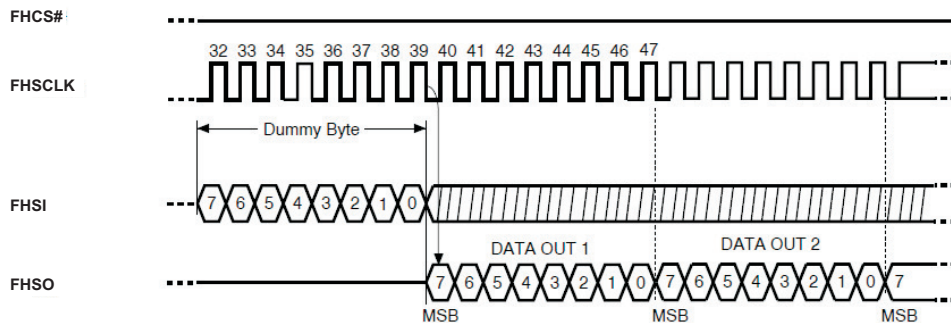 FHCS#
32 33 34 35 36 37 38 39 40 41 42 43 44 45 46 47
FHSCLK
Dummy Byte
FHSI
7 6 5 4 3 2 1 0
DATA OUT 1 DATA OUT 2
FHSO
7 6 5 4 3 2 1 0 7 6 5 4 3 2 1 0 7
MSB MSB MSB